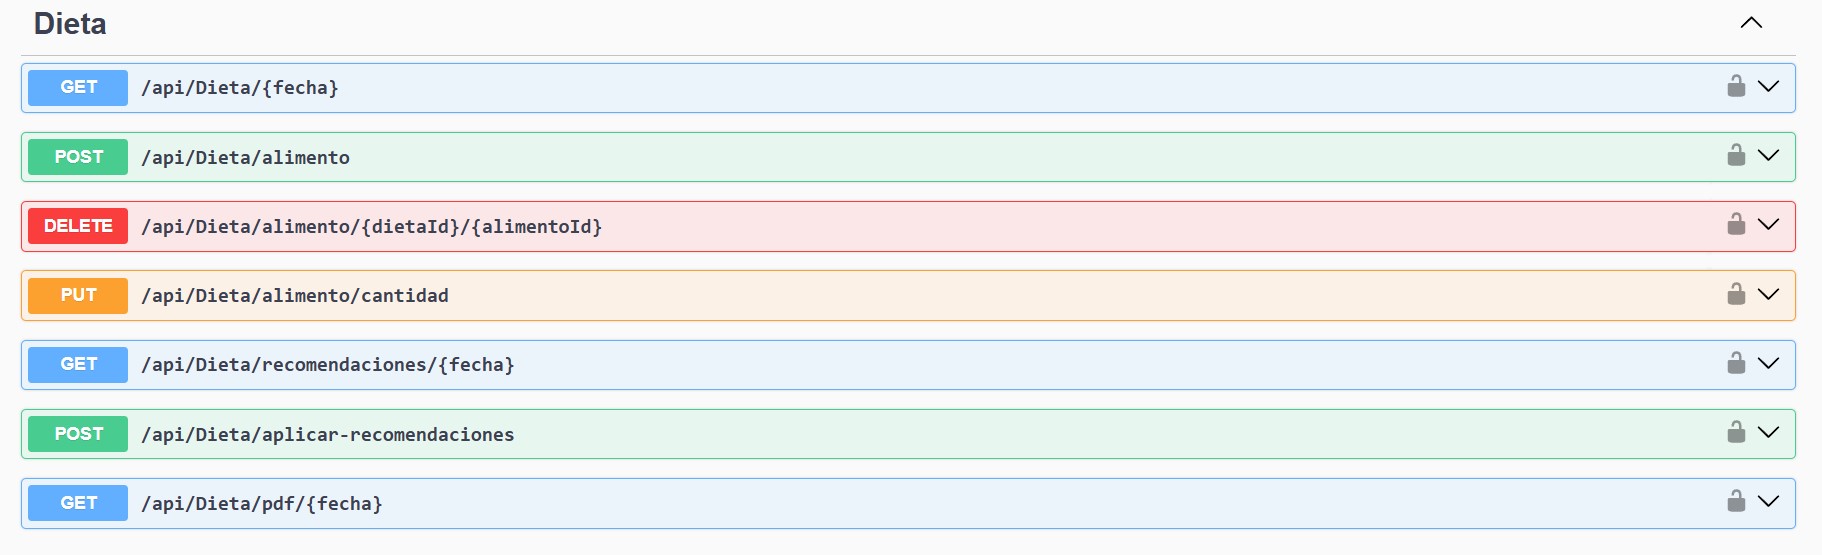 Dieta
GET /api/Dieta/{fecha}
POST /api/Dieta/alimento
DELETE /api/Dieta/alimento/{dietaId}/{alimentoId}
PUT /api/Dieta/alimento/cantidad
GET /api/Dieta/recomendaciones/{fecha}
POST /api/Dieta/aplicar-recomendaciones
GET /api/Dieta/pdf/{fecha}